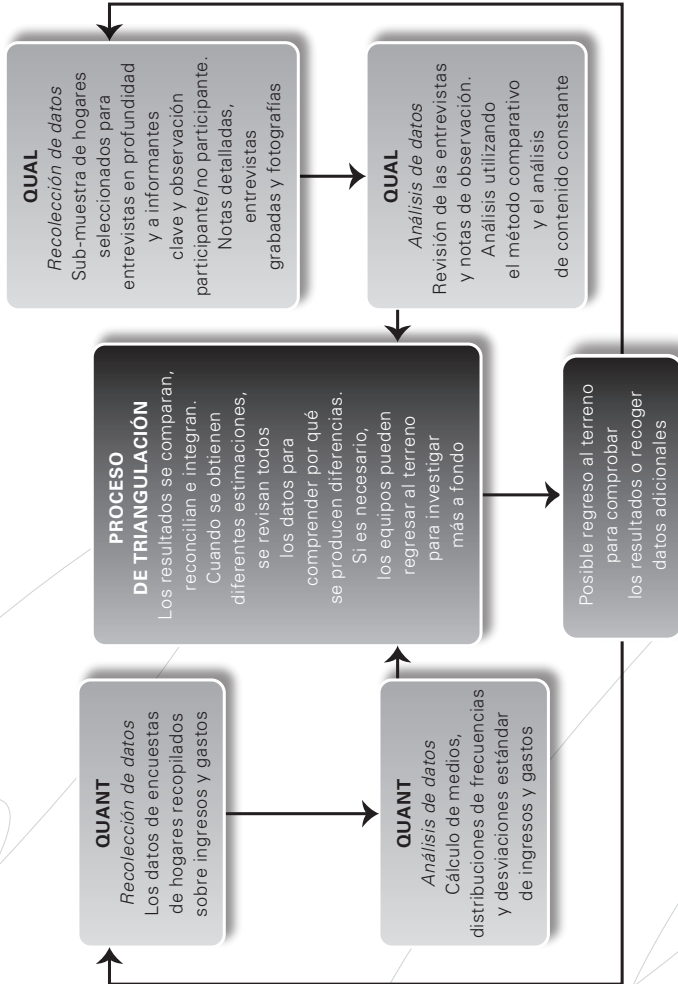 QUANT
Recolección de datos
Los datos de encuestas
de hogares recopilados
sobre ingresos y gastos
QUANT
Análisis de datos
Cálculo de medios,
distribuciones de frecuencias
y desviaciones estándar
de ingresos y gastos
PROCESO
DE TRIANGULACIÓN
Los resultados se comparan,
reconcilian e integran.
Cuando se obtienen
diferentes estimaciones,
se revisan todos
los datos para
comprender por qué
se producen diferencias.
Si es necesario,
los equipos pueden
regresar al terreno
para investigar
más a fondo
Posible regreso al terreno
para comprobar
los resultados o recoger
datos adicionales
QUAL
Recolección de datos
Sub-muestra de hogares
seleccionados para
entrevistas en profundidad
y a informantes
clave y observación
participante/no participante.
Notas detalladas,
entrevistas
grabadas y fotografías
QUAL
Análisis de datos
Revisión de las entrevistas
y notas de observación.
Análisis utilizando
el método comparativo
y el análisis
de contenido constante